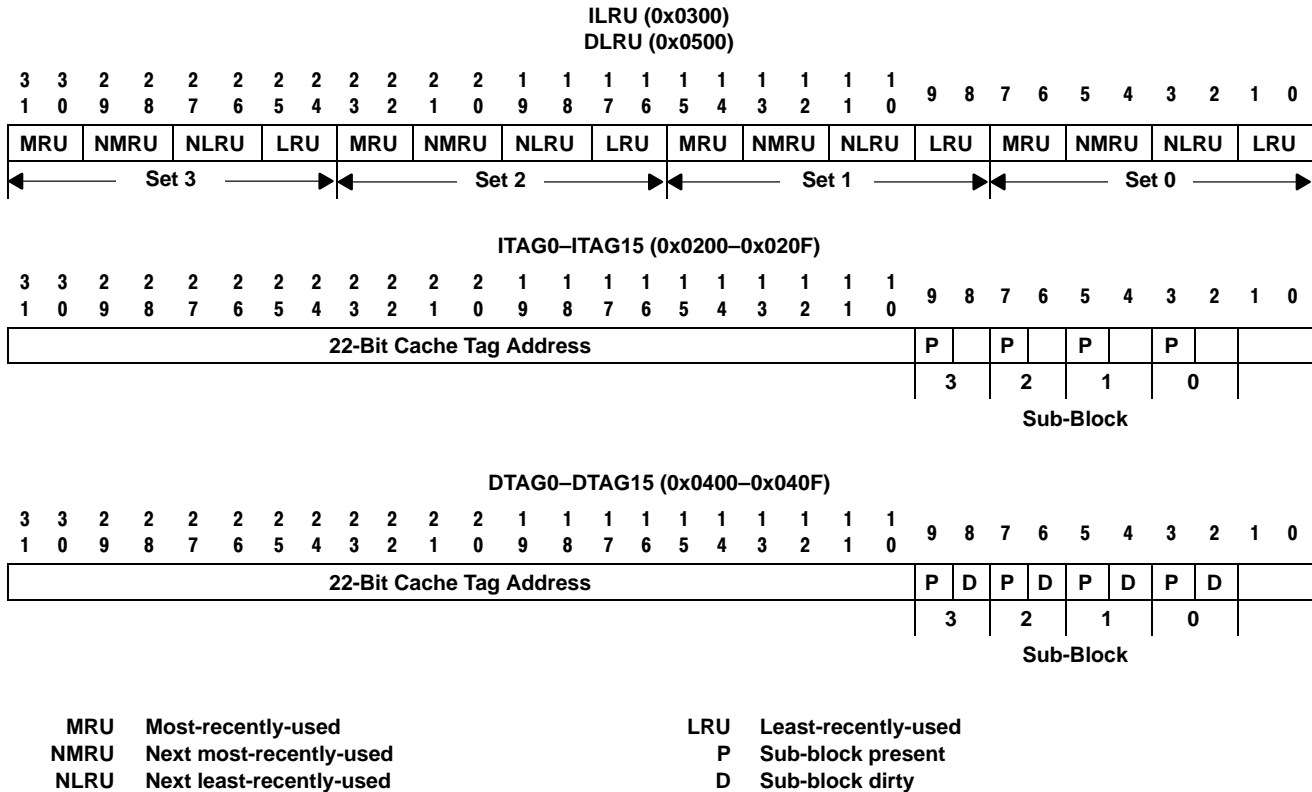 ILRU (0x0300)
DLRU (0x0500)
3 3 2 2 2 2 2 2 2 2 2 2 1 1 1 1 1 1 1 1 1 1 9 8 7 6 5 4 3 2 1 0
1 0 9 8 7 6 5 4 3 2 1 0 9 8 7 6 5 4 3 2 1 0
MRU NMRU NLRU LRU MRU NMRU NLRU LRU MRU NMRU NLRU LRU MRU NMRU NLRU LRU
Set 3 Set 2 Set 1 Set 0
ITAG0–ITAG15 (0x0200–0x020F)
3 3 2 2 2 2 2 2 2 2 2 2 1 1 1 1 1 1 1 1 1 1 9 8 7 6 5 4 3 2 1 0
1 0 9 8 7 6 5 4 3 2 1 0 9 8 7 6 5 4 3 2 1 0
22-Bit Cache Tag Address P P P P
3 2 1 0
Sub-Block
DTAG0–DTAG15 (0x0400–0x040F)
3 3 2 2 2 2 2 2 2 2 2 2 1 1 1 1 1 1 1 1 1 1 9 8 7 6 5 4 3 2 1 0
1 0 9 8 7 6 5 4 3 2 1 0 9 8 7 6 5 4 3 2 1 0
22-Bit Cache Tag Address P D P D P D P D
3 2 1 0
Sub-Block
MRU Most-recently-used LRU Least-recently-used
NMRU Next most-recently-used P Sub-block present
NLRU Next least-recently-used D Sub-block dirty